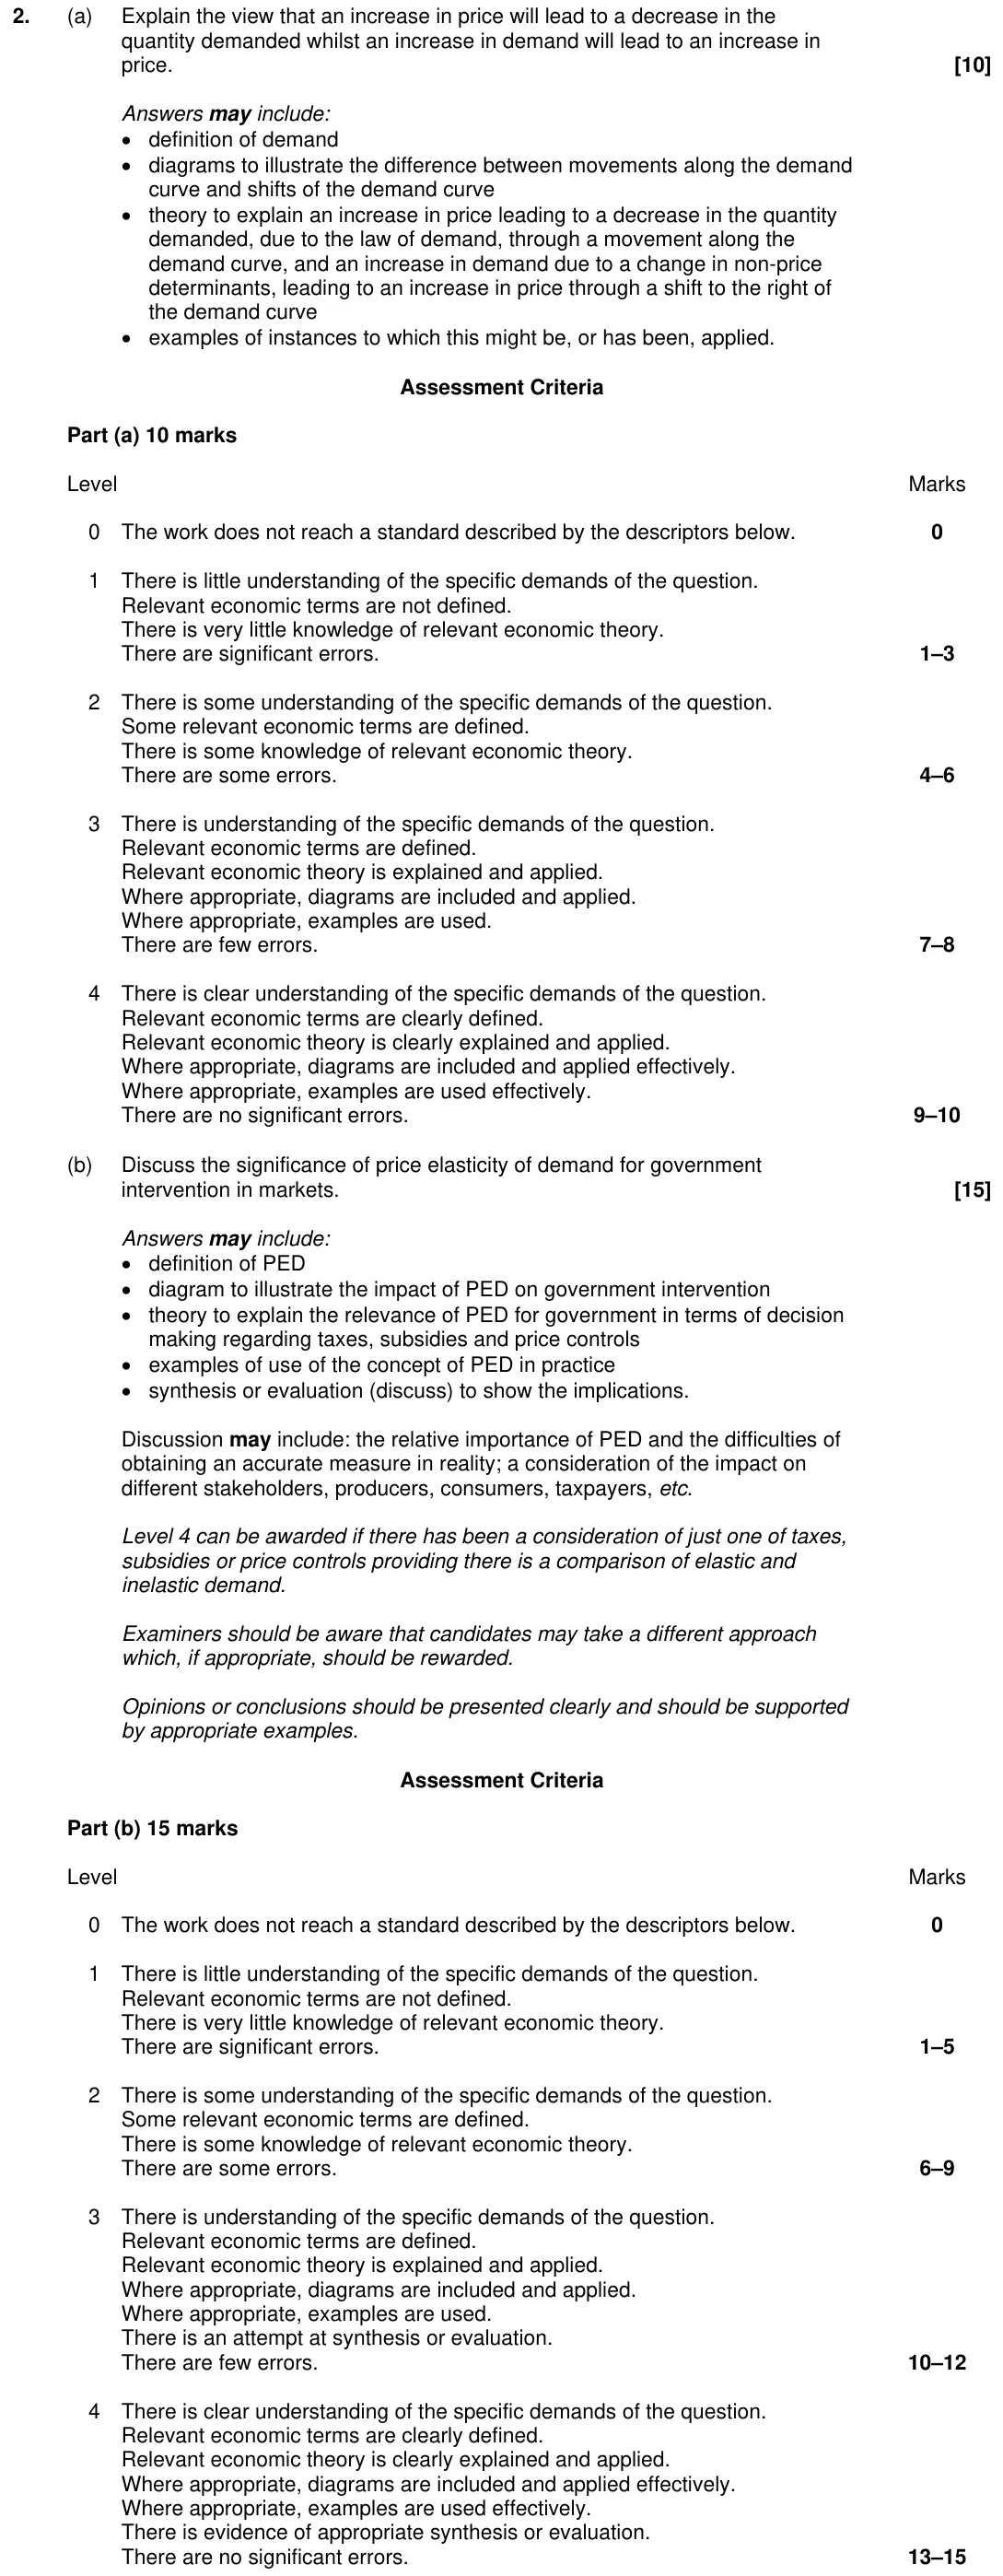 2. (a) Explain the view that an increase in price will lead to a decrease in the
quantity demanded whilst an increase in demand will lead to an increase in
price. [10]
Answers may include:
• definition of demand
• diagrams to illustrate the difference between movements along the demand
curve and shifts of the demand curve
• theory to explain an increase in price leading to a decrease in the quantity
demanded, due to the law of demand, through a movement along the
demand curve, and an increase in demand due to a change in non-price
determinants, leading to an increase in price through a shift to the right of
the demand curve
• examples of instances to which this might be, or has been, applied.
Assessment Criteria
Part (a) 10 marks
Level Marks
0 The work does not reach a standard described by the descriptors below. 0
1 There is little understanding of the specific demands of the question.
Relevant economic terms are not defined.
There is very little knowledge of relevant economic theory.
There are significant errors. 1–3
2 There is some understanding of the specific demands of the question.
Some relevant economic terms are defined.
There is some knowledge of relevant economic theory.
There are some errors. 4–6
3 There is understanding of the specific demands of the question.
Relevant economic terms are defined.
Relevant economic theory is explained and applied.
Where appropriate, diagrams are included and applied.
Where appropriate, examples are used.
There are few errors. 7–8
4 There is clear understanding of the specific demands of the question.
Relevant economic terms are clearly defined.
Relevant economic theory is clearly explained and applied.
Where appropriate, diagrams are included and applied effectively.
Where appropriate, examples are used effectively.
There are no significant errors. 9–10
(b) Discuss the significance of price elasticity of demand for government
intervention in markets. [15]
Answers may include:
• definition of PED
• diagram to illustrate the impact of PED on government intervention
• theory to explain the relevance of PED for government in terms of decision
making regarding taxes, subsidies and price controls
• examples of use of the concept of PED in practice
• synthesis or evaluation (discuss) to show the implications.
Discussion may include: the relative importance of PED and the difficulties of
obtaining an accurate measure in reality; a consideration of the impact on
different stakeholders, producers, consumers, taxpayers, etc.
Level 4 can be awarded if there has been a consideration of just one of taxes,
subsidies or price controls providing there is a comparison of elastic and
inelastic demand.
Examiners should be aware that candidates may take a different approach
which, if appropriate, should be rewarded.
Opinions or conclusions should be presented clearly and should be supported
by appropriate examples.
Assessment Criteria
Part (b) 15 marks
Level Marks
0 The work does not reach a standard described by the descriptors below. 0
1 There is little understanding of the specific demands of the question.
Relevant economic terms are not defined.
There is very little knowledge of relevant economic theory.
There are significant errors. 1–5
2 There is some understanding of the specific demands of the question.
Some relevant economic terms are defined.
There is some knowledge of relevant economic theory.
There are some errors. 6–9
3 There is understanding of the specific demands of the question.
Relevant economic terms are defined.
Relevant economic theory is explained and applied.
Where appropriate, diagrams are included and applied.
Where appropriate, examples are used.
There is an attempt at synthesis or evaluation.
There are few errors. 10–12
4 There is clear understanding of the specific demands of the question.
Relevant economic terms are clearly defined.
Relevant economic theory is clearly explained and applied.
Where appropriate, diagrams are included and applied effectively.
Where appropriate, examples are used effectively.
There is evidence of appropriate synthesis or evaluation.
There are no significant errors. 13–15